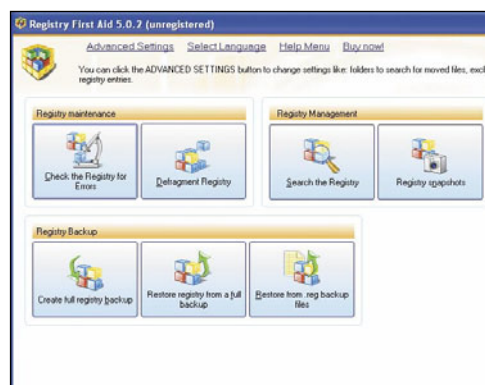 Registry First Aid 5.0.2 (unregistered)
Advanced Settings Select Language Help Menu Buy now!
You can click the ADVANCED SETTINGS button to change settings like: folders to search for moved files, excl
registry entries.
Registry maintenance
Registry Management
Check the Registry for
Errors
Defragment Registry
Search the Registry
Registry snapshots
Registry Backup
Create full registry backup
Restore registry from a full
backup
Restore from .reg backup
files